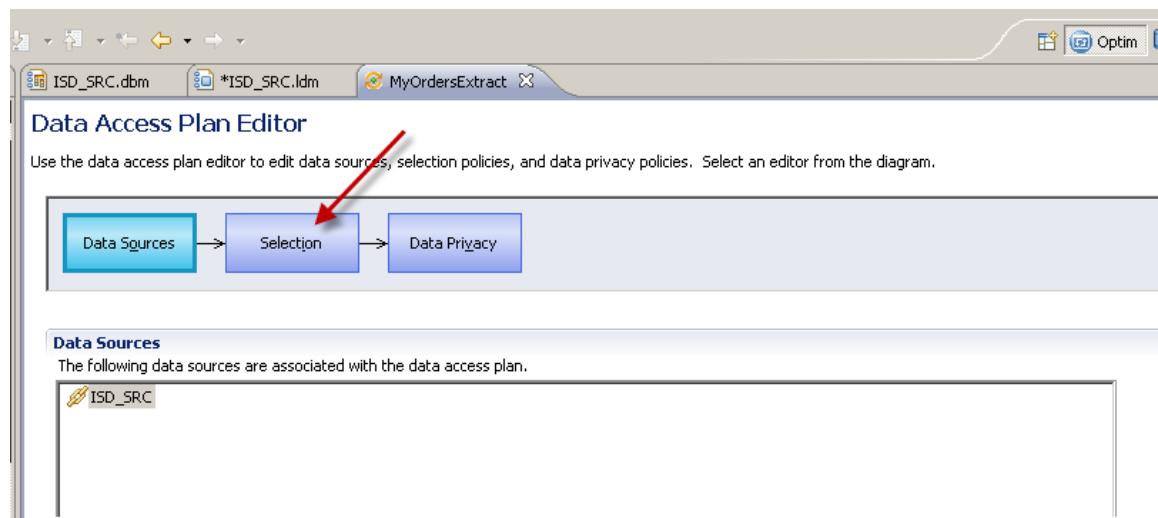 Optim
ISD_SRC.dbm *ISD_SRC.ldm MyOrdersExtract
Data Access Plan Editor
Use the data access plan editor to edit data sources, selection policies, and data privacy policies. Select an editor from the diagram.
Data Sources Selection Data Privacy
Data Sources
The following data sources are associated with the data access plan.
ISD_SRC